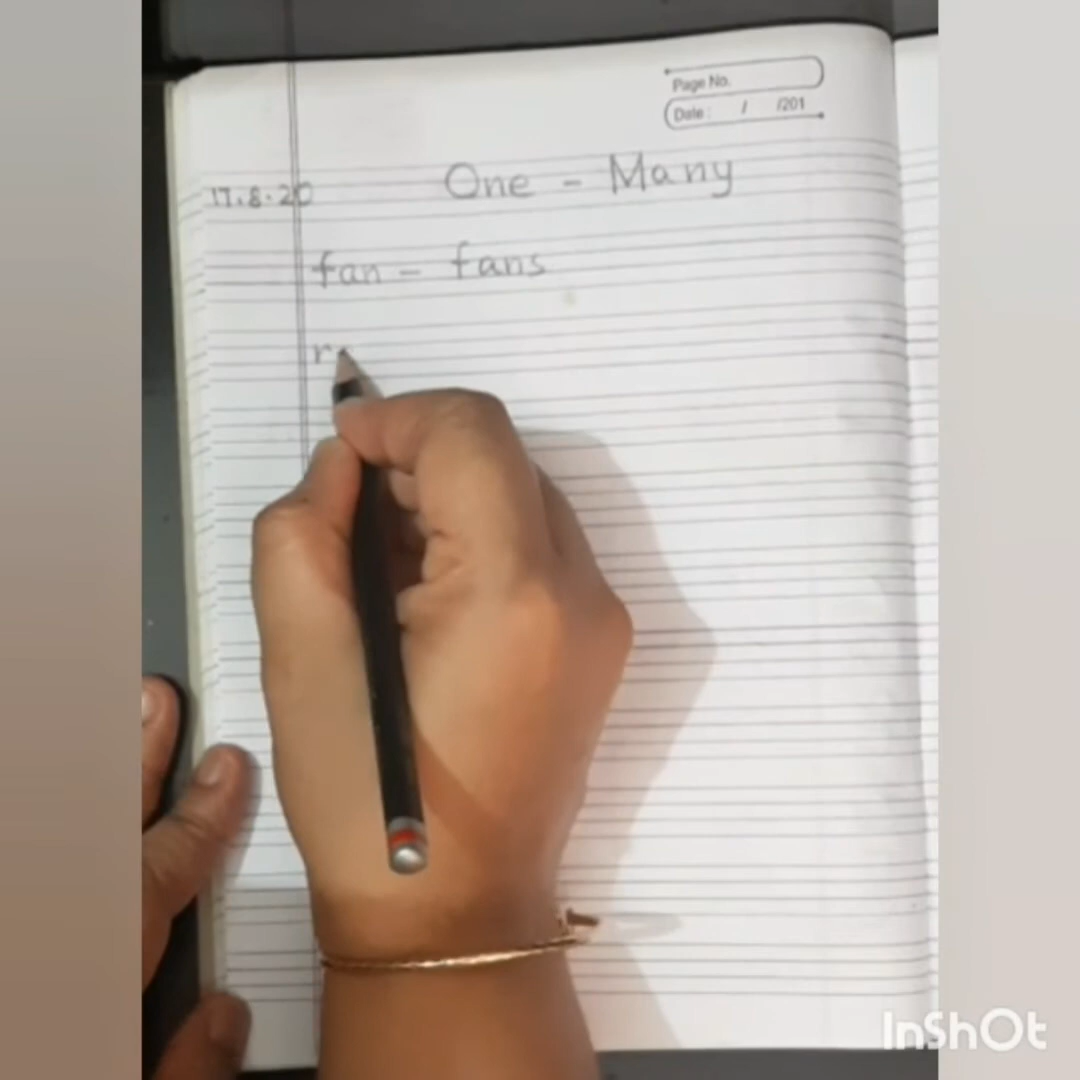 Page No.
Date : / /201
17.8.20 One - Many
fan - fans
r
InShOt